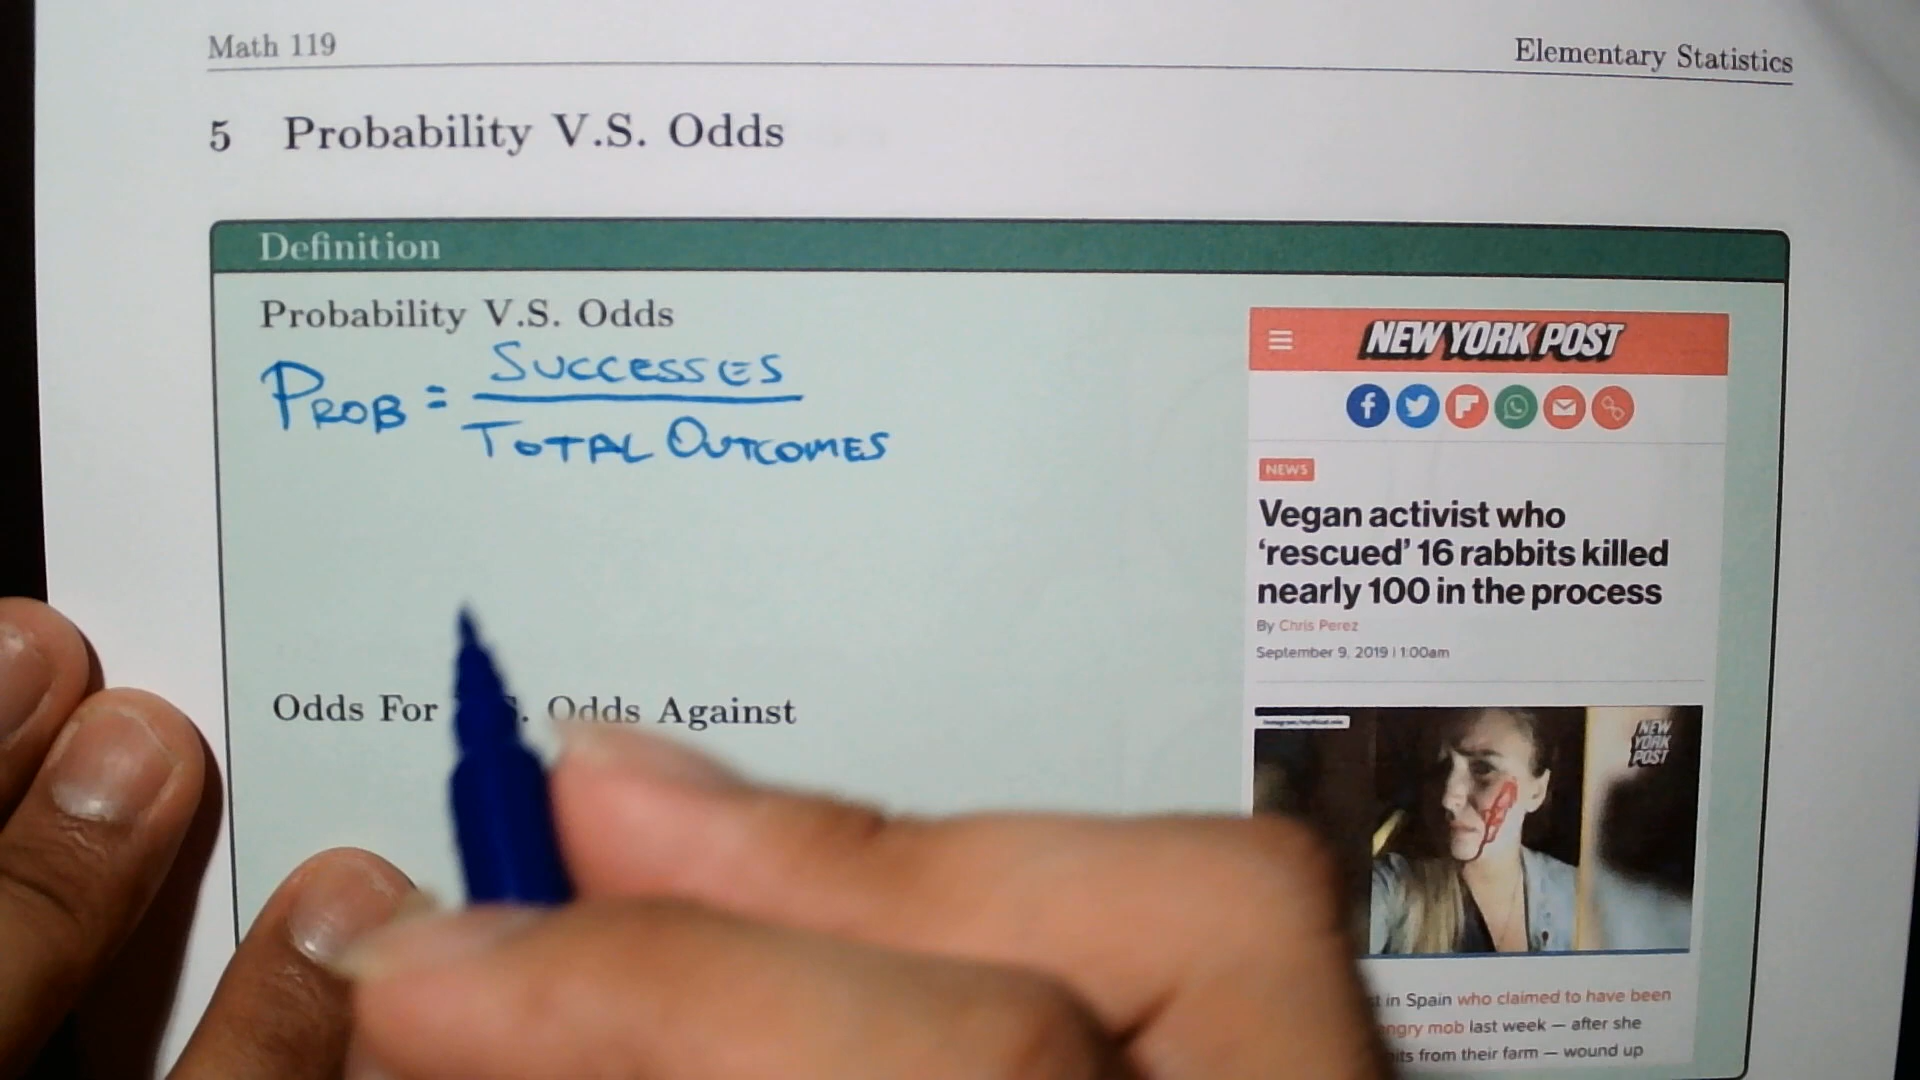 Math 119
Elementary Statistics
5 Probability V.S. Odds
Definition
Probability V.S. Odds
PROB = SUCCESSES
TOTAL OUTCOMES
Odds For . Odds Against
NEW YORK POST
NEWS
Vegan activist who
‘rescued’ 16 rabbits killed
nearly 100 in the process
By Chris Perez
September 9, 2019 | 1:00am
NEW
YORK
POST
in Spain who claimed to have been
angry mob last week — after she
from their farm — wound up